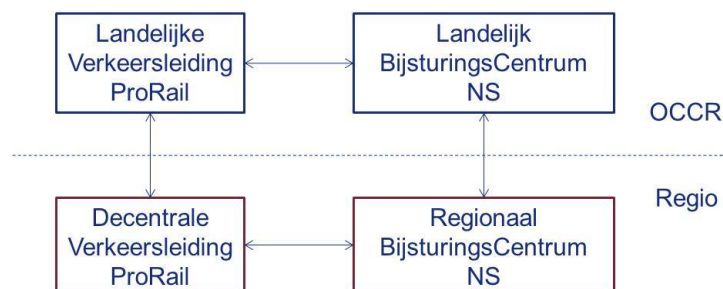 Landelijke
Verkeersleiding
ProRail
Landelijk
BijsturingsCentrum
NS
OCCR
Regio
Decentrale
Verkeersleiding
ProRail
Regionaal
BijsturingsCentrum
NS